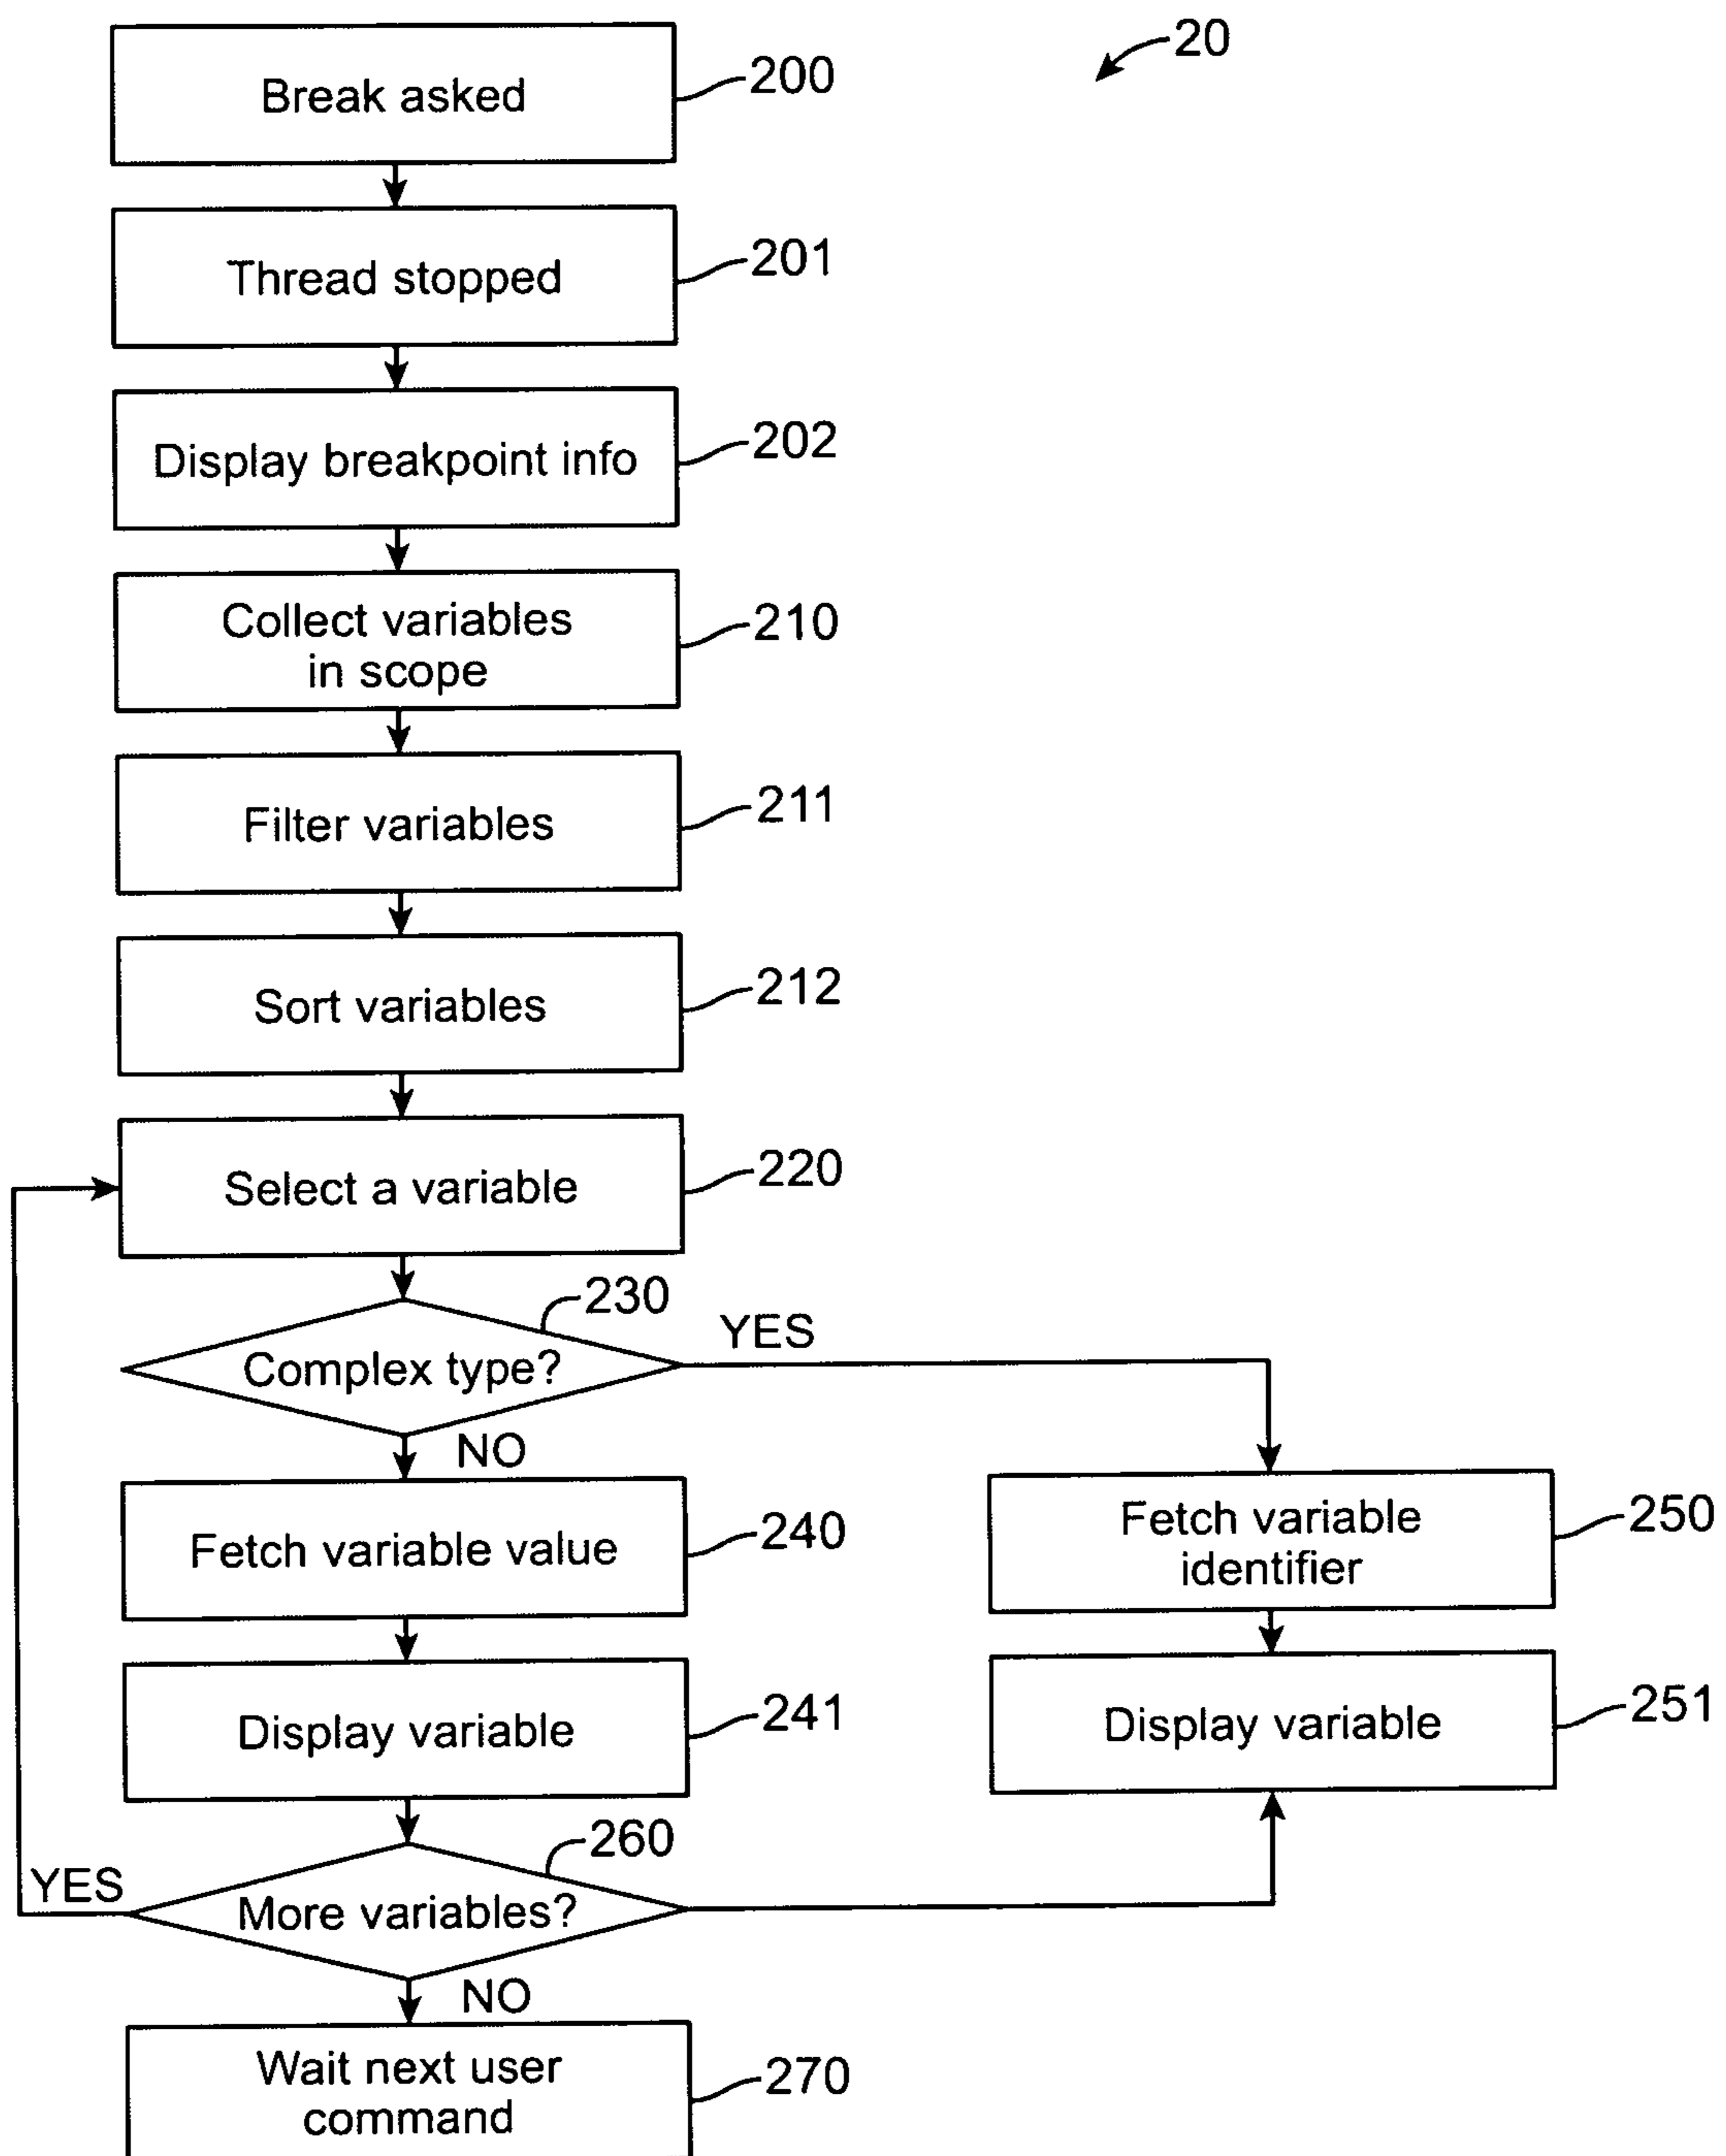 20
Break asked
200
Thread stopped
201
Display breakpoint info
202
Collect variables
in scope
210
Filter variables
211
Sort variables
212
Select a variable
220
230
Complex type?
YES
NO
Fetch variable value
240
Fetch variable
identifier
250
Display variable
241
Display variable
251
260
YES
More variables?
NO
Wait next user
command
270